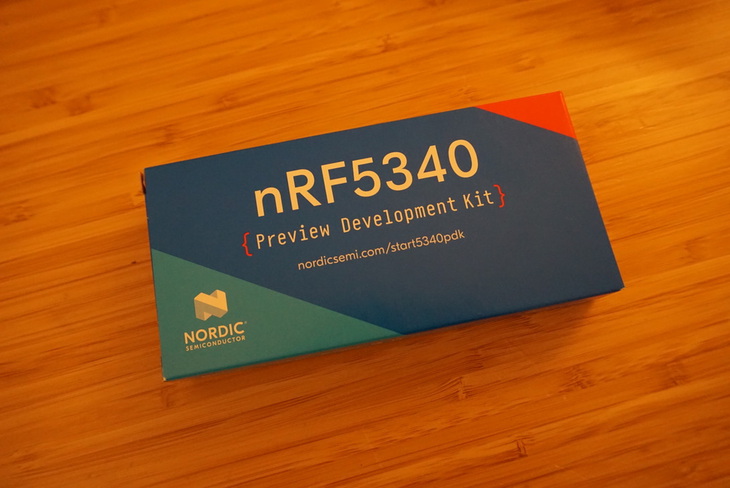 nRF5340
{Preview Development Kit}
nordicsemi.com/start5340pdk
NORDIC®
SEMICONDUCTOR